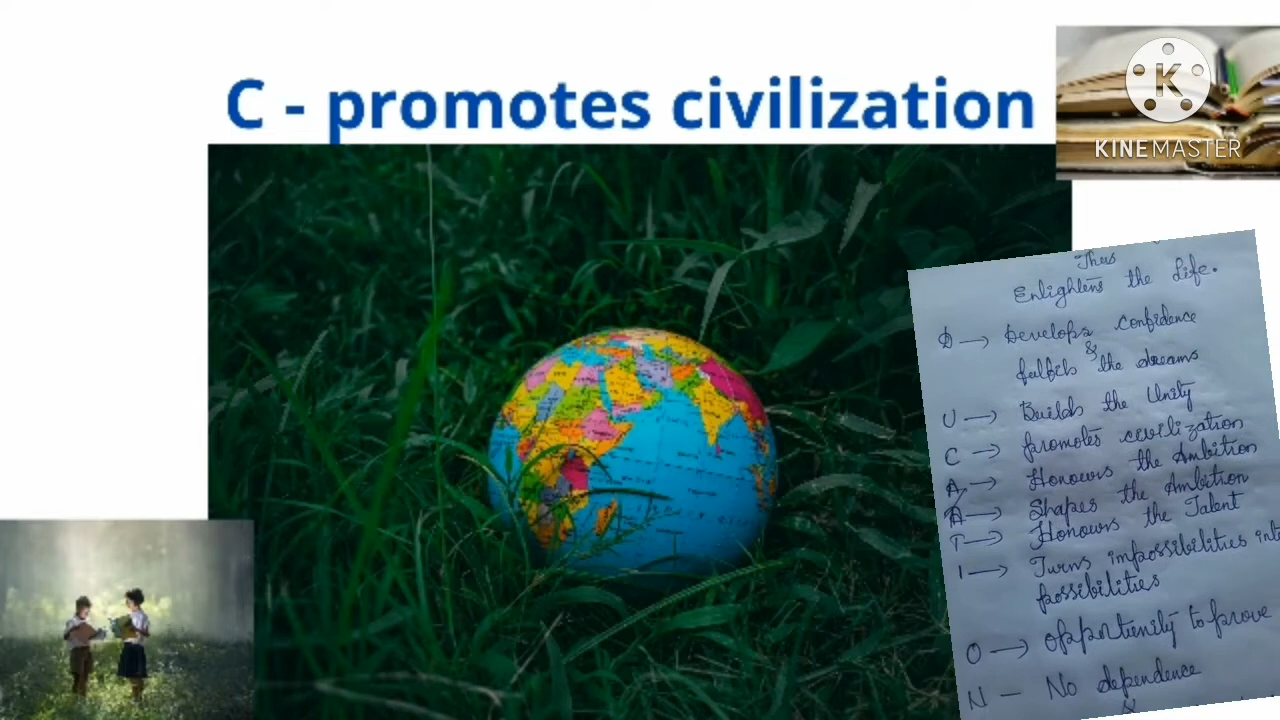 C - promotes civilization
KINEMASTER
Thus
Enlightens the Life.
D → Develops confidence
&
fulfils the dreams
U → Builds the Unity
C → promotes civilization
A → Honours the Ambition
A → Shapes the Ambition
T → Honours the Talent
I → Turns impossibilities into
possibilities
O → opportunity to prove
N — No dependence
&